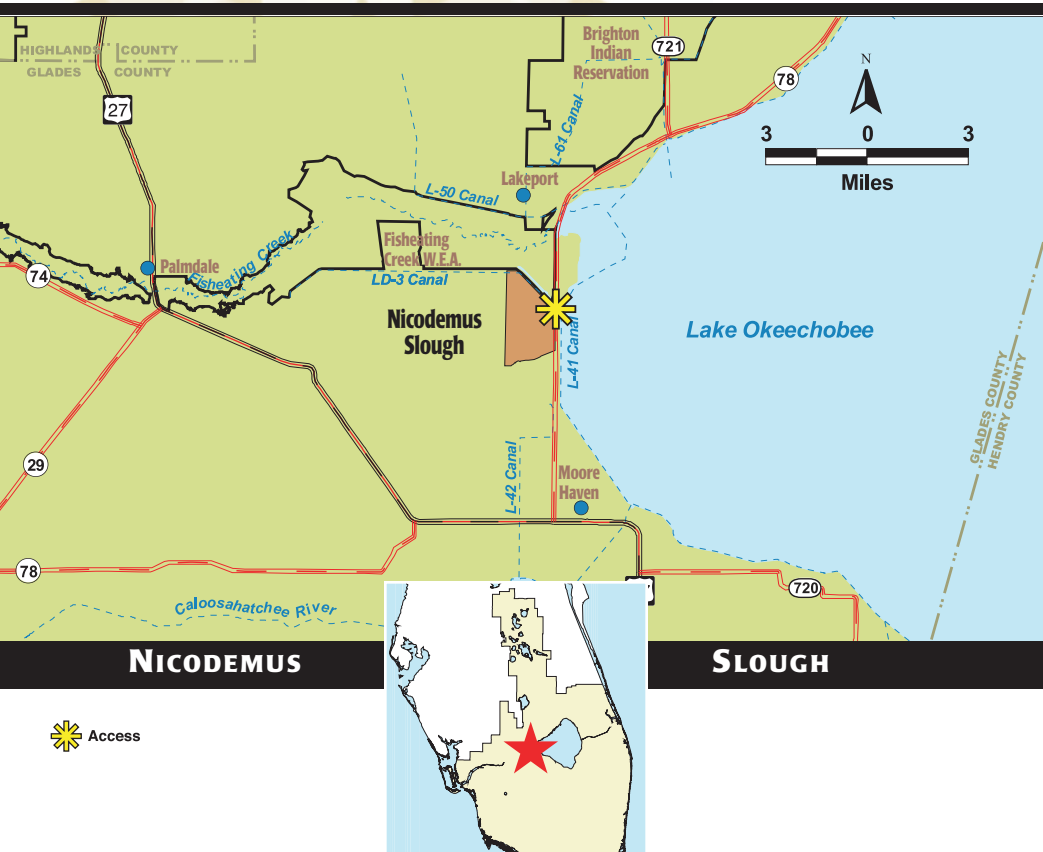 HIGHLANDS COUNTY
GLADES COUNTY
27
Brighton
Indian
Reservation
721
78
N
3 0 3
Miles
L-61 Canal
Lakeport
L-50 Canal
Fisheating Creek
Fisheating
Creek W.E.A.
Palmdale
74
LD-3 Canal
Nicodemus
Slough
L-41 Canal
Lake Okeechobee
GLADES COUNTY
HENDRY COUNTY
29
L-42 Canal
Moore
Haven
78
720
Caloosahatchee River
NICODEMUS SLOUGH
Access